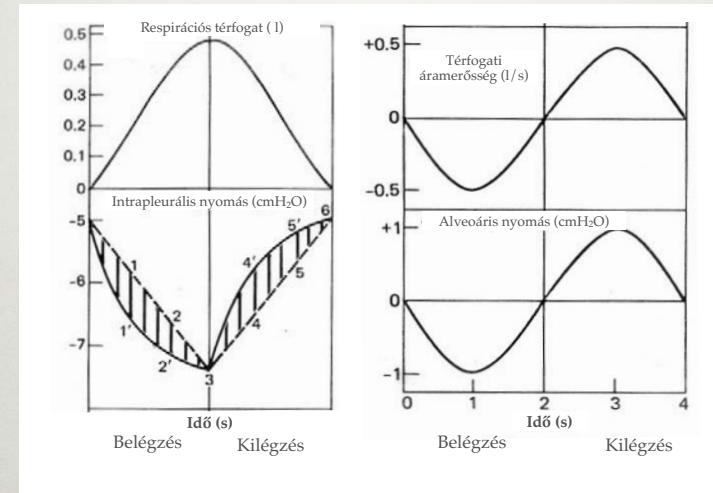 Respirációs térfogat ( l)
0.5
0.4
0.3
0.2
0.1
0
Intrapleurális nyomás (cmH₂O)
-5
-6
-7
1
2
1'
2'
3
4'
5'
6
5
4
Idő (s)
Belégzés Kilégzés
Térfogati
áramerősség (l/s)
+0.5
0
-0.5
Alveoáris nyomás (cmH₂O)
+1
0
-1
0 1 2 3 4
Idő (s)
Belégzés Kilégzés